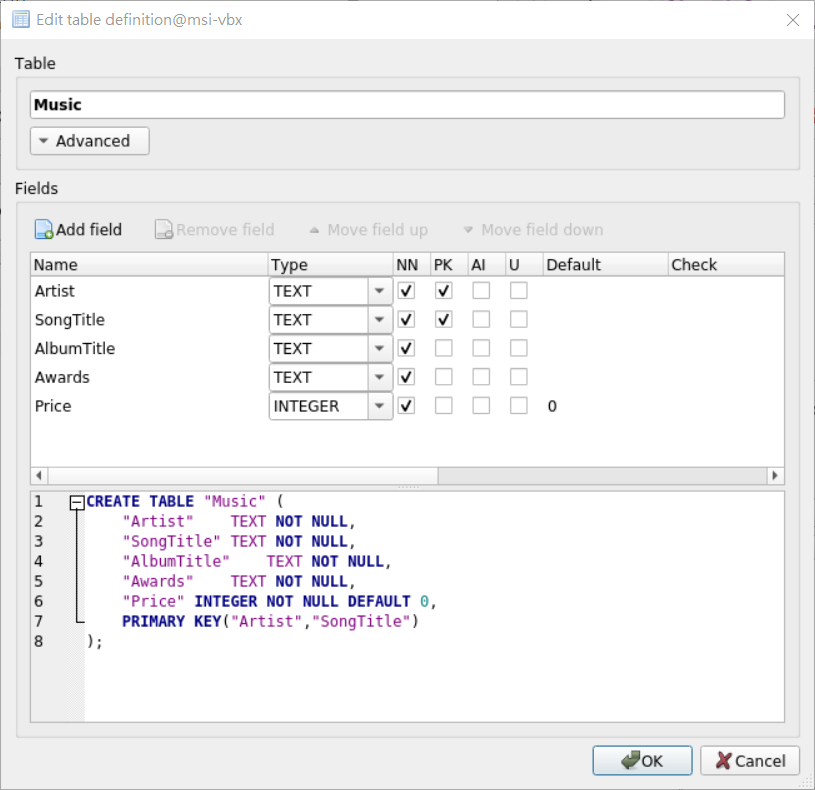 Edit table definition@msi-vbx
Table
Music
Advanced
Fields
Add field Remove field Move field up Move field down
Name Type NN PK AI U Default Check
Artist TEXT
SongTitle TEXT
AlbumTitle TEXT
Awards TEXT
Price INTEGER 0
1 CREATE TABLE "Music" (
2 "Artist" TEXT NOT NULL,
3 "SongTitle" TEXT NOT NULL,
4 "AlbumTitle" TEXT NOT NULL,
5 "Awards" TEXT NOT NULL,
6 "Price" INTEGER NOT NULL DEFAULT 0,
7 PRIMARY KEY("Artist","SongTitle")
8 );
OK Cancel